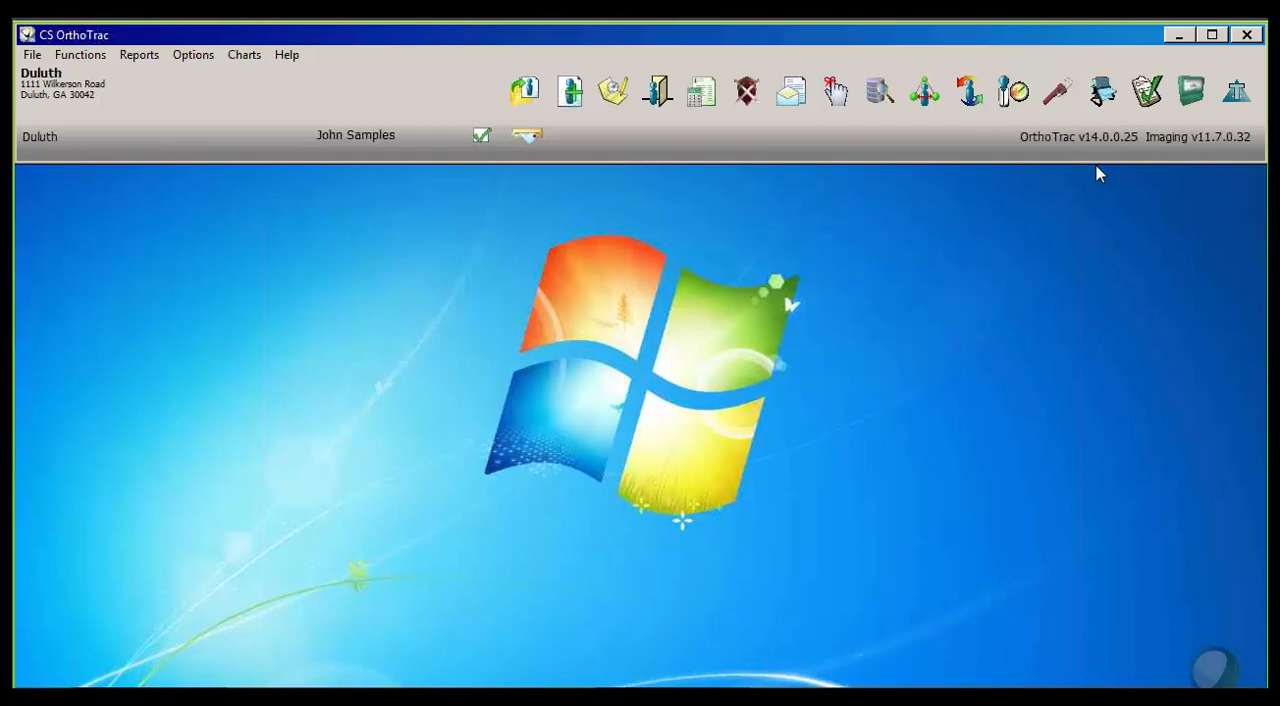 CS OrthoTrac
File Functions Reports Options Charts Help
Duluth
1111 Wilkerson Road
Duluth, GA 30042
Duluth John Samples OrthoTrac v14.0.0.25 Imaging v11.7.0.32